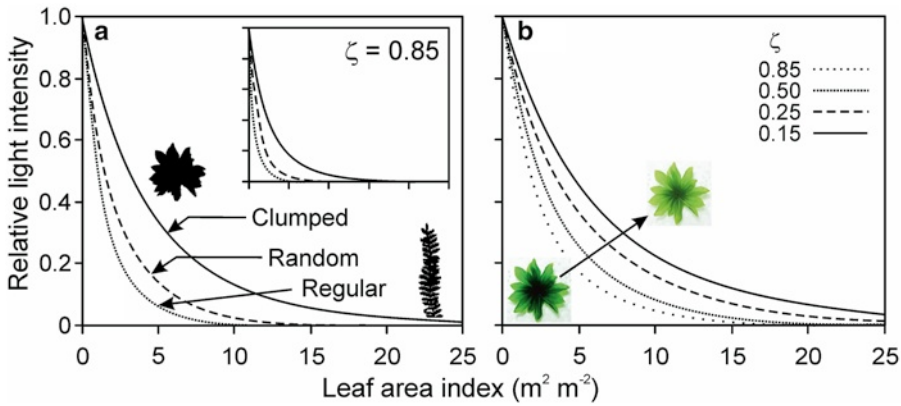 Relative light intensity
1.0
0.8
0.6
0.4
0.2
0
a
ζ = 0.85
Clumped
Random
Regular
0 5 10 15 20 25
b
ζ
0.85
0.50
0.25
0.15
0 5 10 15 20 25
Leaf area index (m² m⁻²)